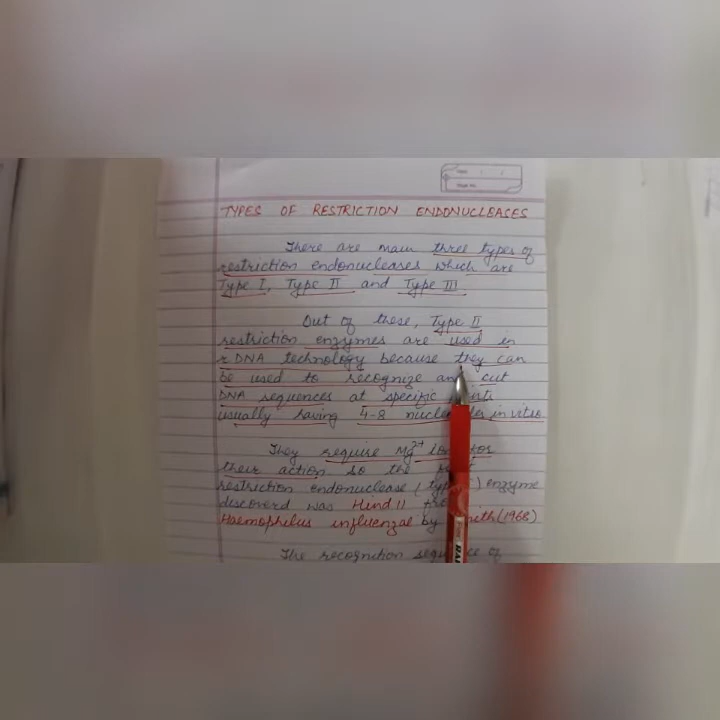 TYPES OF RESTRICTION ENDONUCLEASES
There are main three types of
restriction endonucleases which are
Type I, Type II and Type III.
Out of these, Type II
restriction enzymes are used in
rDNA technology because they can
be used to recognize and cut
DNA sequences at specific
usually having 4-8 in vitro
They require Mg2+ for
their action so the
restriction endonuclease (type enzyme
discovered was Hind II
Haemophilus influenzae by (1968)
The recognition of